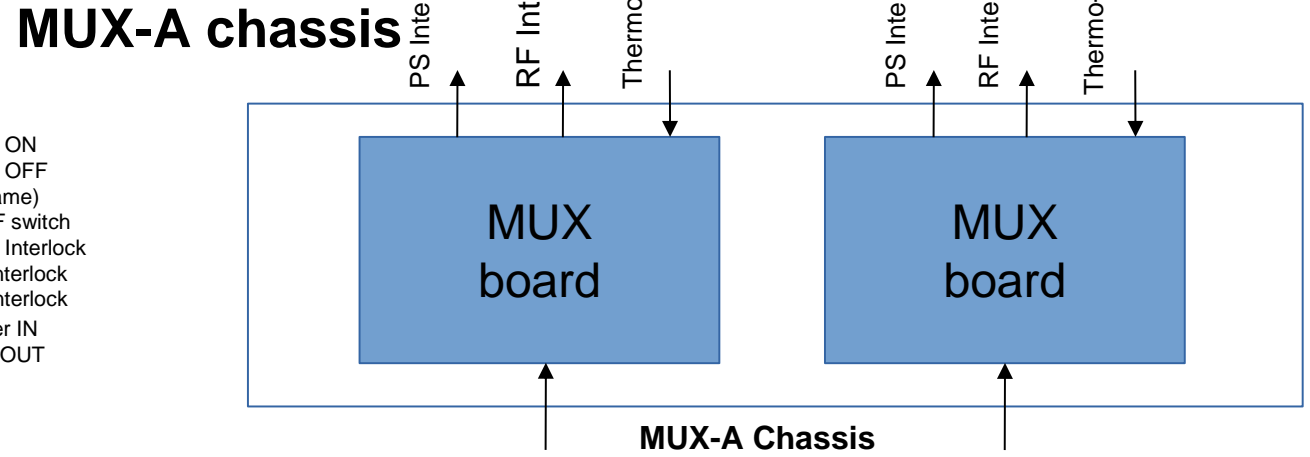 MUX-A chassis
PS Inte
RF Int
Thermo
PS Inte
RF Inte
Thermo-
ON
OFF
ame)
F switch
Interlock
nterlock
nterlock
er IN
OUT
MUX
board
MUX
board
MUX-A Chassis